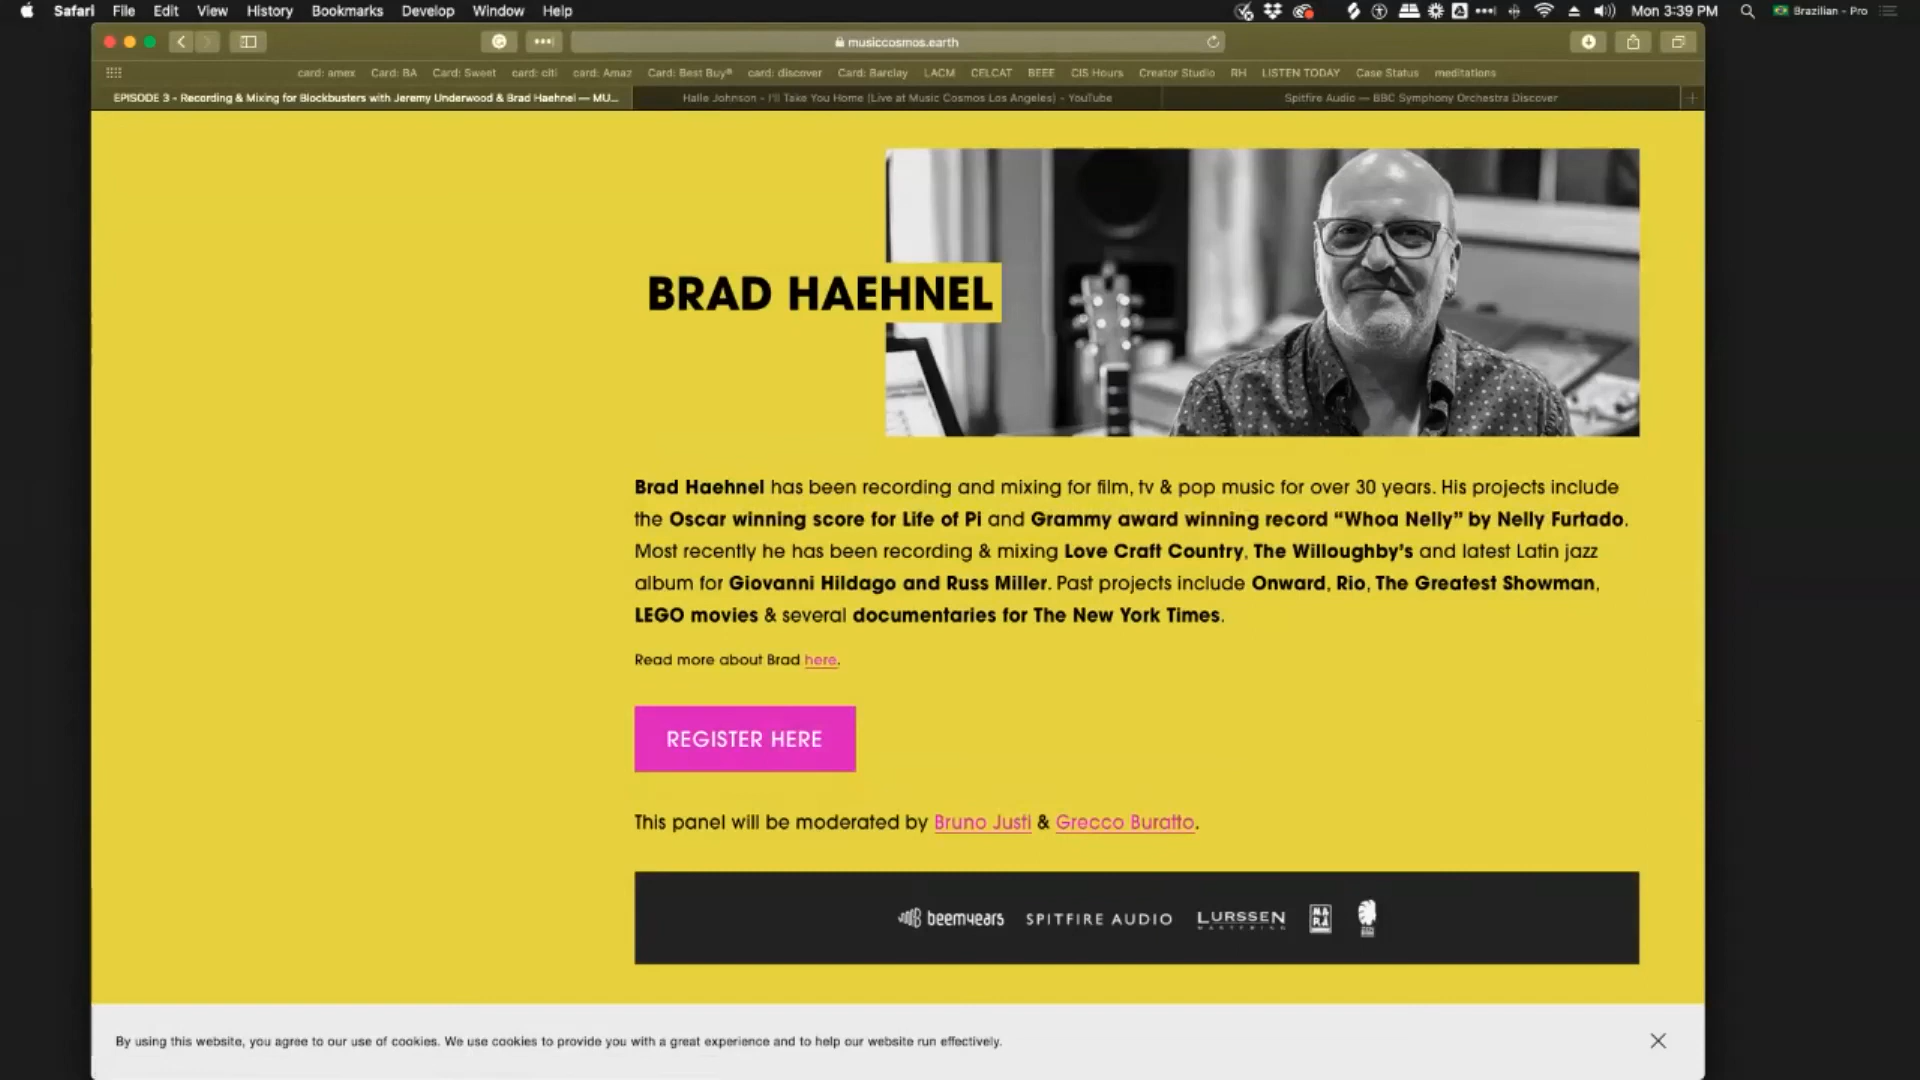 Safari File Edit View History Bookmarks Develop Window Help Mon 3:39 PM Brazilian - Pro
musiccosmos.earth
card: amex Card: BA Card: Sweet card: citi card: Amaz Card: Best Buy® card: discover Card: Barclay LACM CELCAT BEEE CIS Hours Creator Studio RH LISTEN TODAY Case Status meditations
EPISODE 3 - Recording & Mixing for Blockbusters with Jeremy Underwood & Brad Haehnel — MU... Halle Johnson - I'll Take You Home (Live at Music Cosmos Los Angeles) - YouTube Spitfire Audio — BBC Symphony Orchestra Discover
BRAD HAEHNEL
Brad Haehnel has been recording and mixing for film, tv & pop music for over 30 years. His projects include
the Oscar winning score for Life of Pi and Grammy award winning record “Whoa Nelly” by Nelly Furtado.
Most recently he has been recording & mixing Love Craft Country, The Willoughby’s and latest Latin jazz
album for Giovanni Hildago and Russ Miller. Past projects include Onward, Rio, The Greatest Showman,
LEGO movies & several documentaries for The New York Times.
Read more about Brad here.
REGISTER HERE
This panel will be moderated by Bruno Justi & Grecco Buratto.
beemyears SPITFIRE AUDIO LURSSEN MASTERING MARÁ
By using this website, you agree to our use of cookies. We use cookies to provide you with a great experience and to help our website run effectively.